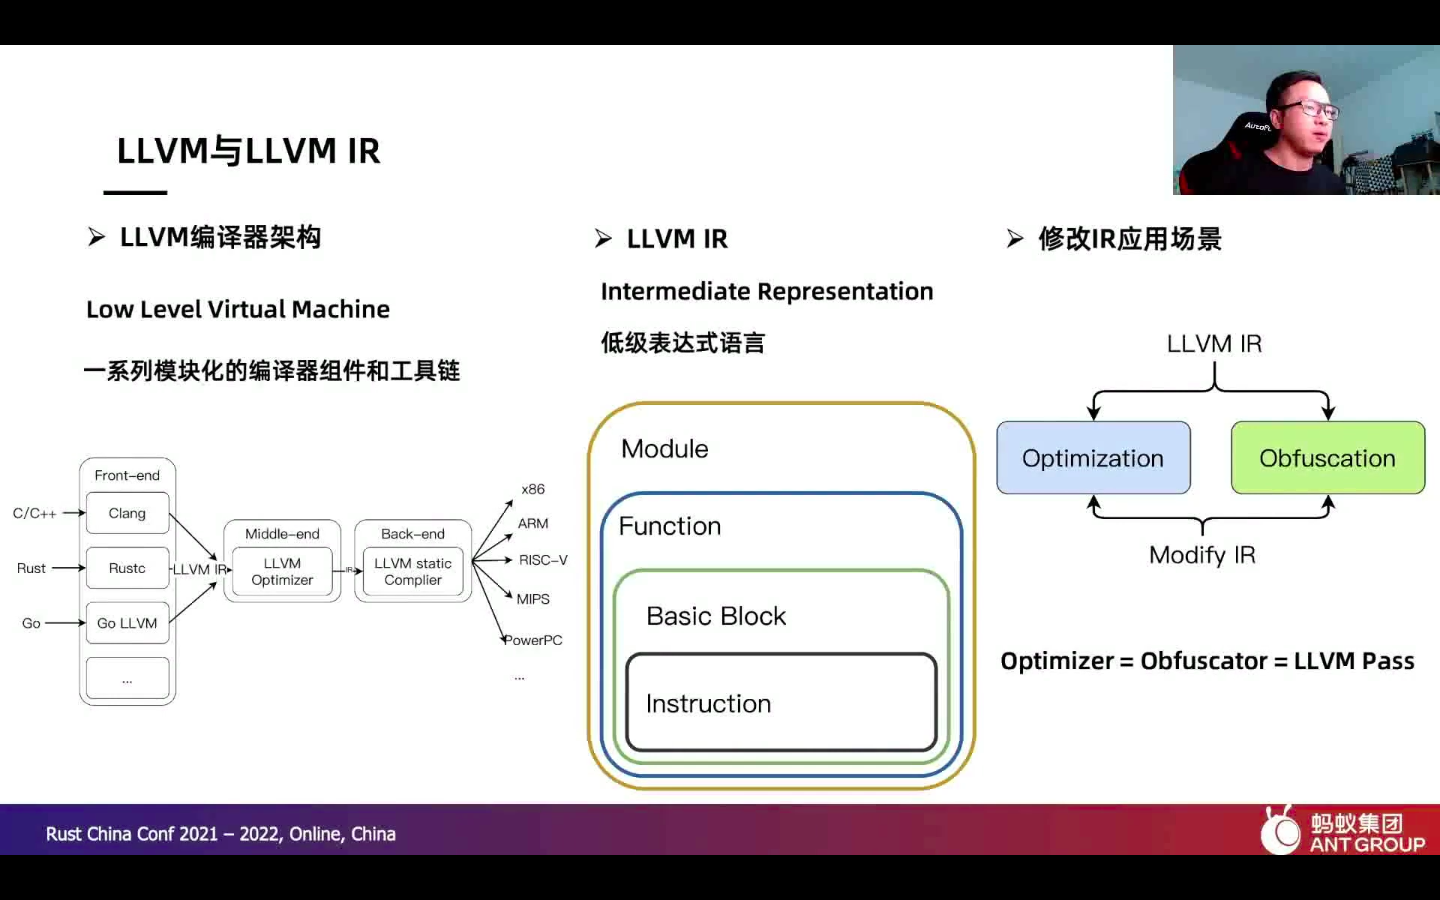 LLVM与LLVM IR
LLVM编译器架构
Low Level Virtual Machine
一系列模块化的编译器组件和工具链
Front-end
C/C++
Clang
Rust
Rustc
Go
Go LLVM
...
LLVM IR
Middle-end
LLVM
Optimizer
IR
Back-end
LLVM static
Complier
x86
ARM
RISC-V
MIPS
PowerPC
...
LLVM IR
Intermediate Representation
低级表达式语言
Module
Function
Basic Block
Instruction
修改IR应用场景
LLVM IR
Optimization
Obfuscation
Modify IR
Optimizer = Obfuscator = LLVM Pass
Rust China Conf 2021 – 2022, Online, China
蚂蚁集团
ANT GROUP